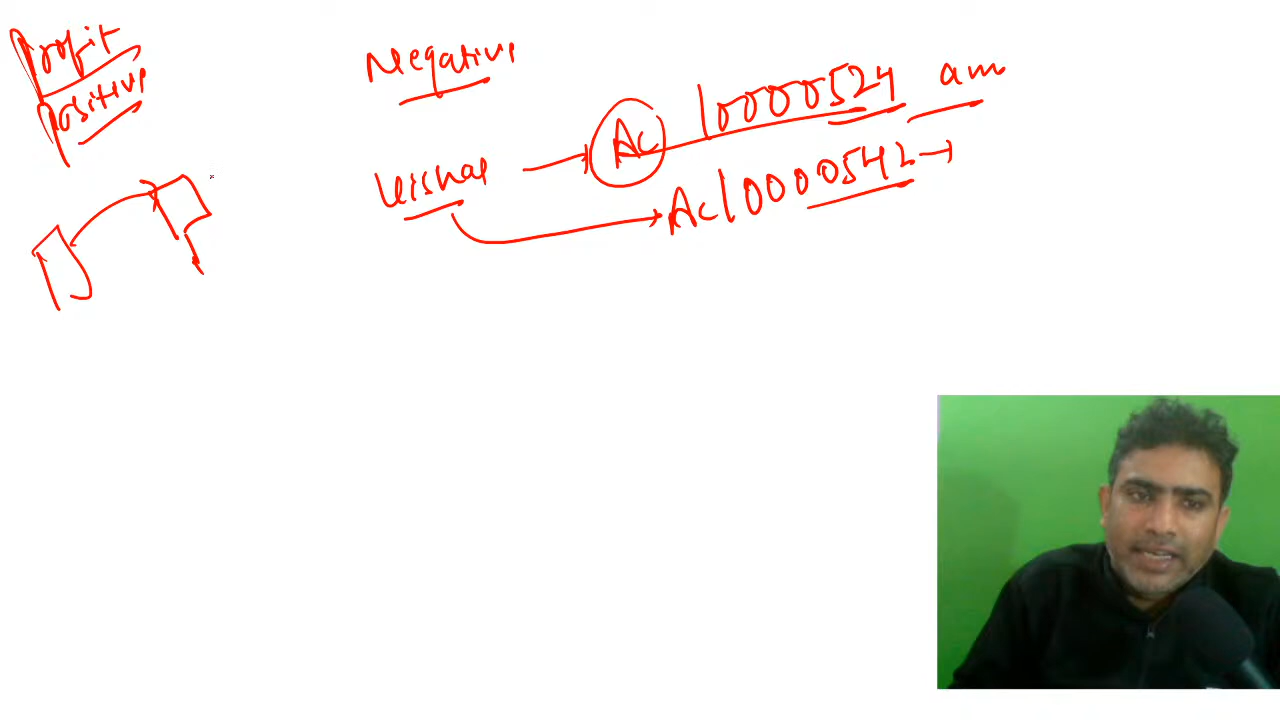 Profit
Positive
Negative
Vishal
Ac 10000524 am
Ac 10000542